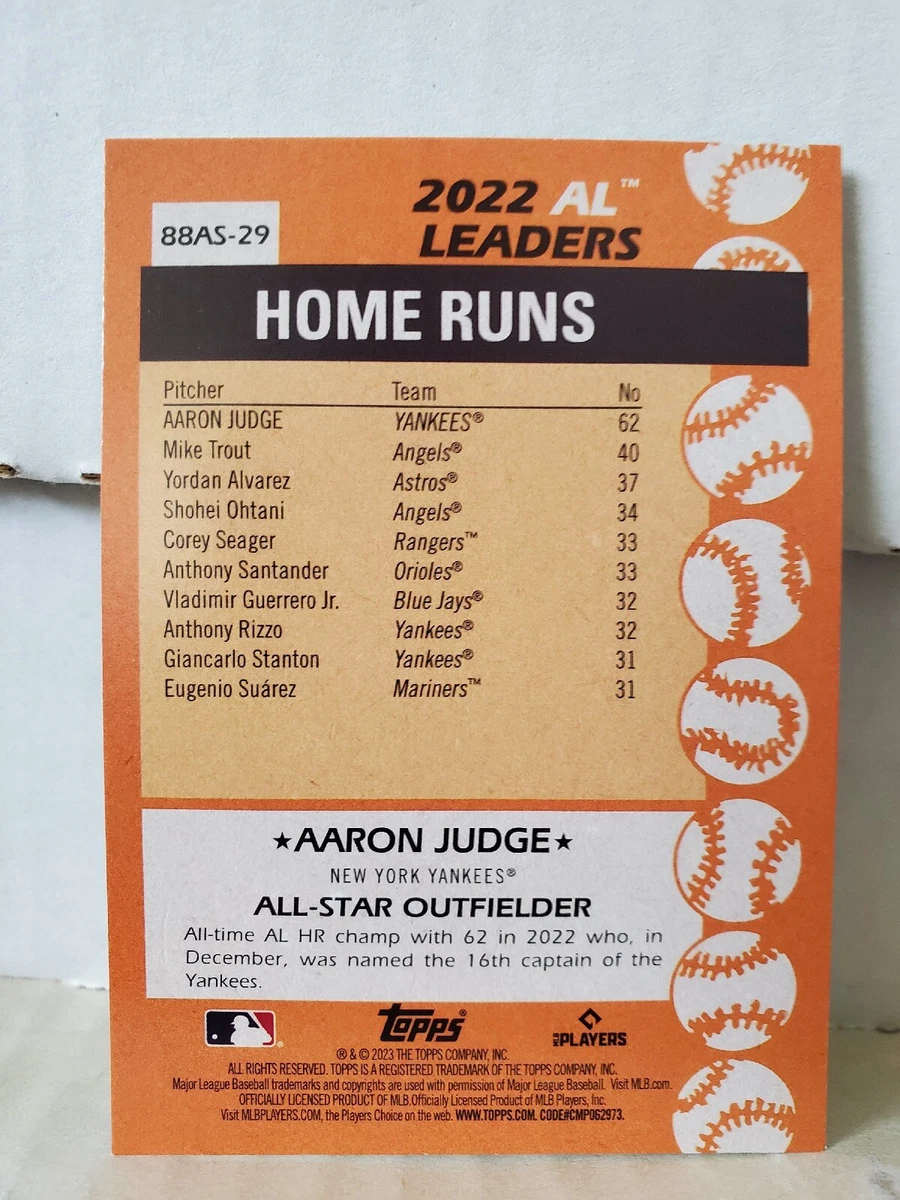 88AS-29
2022 AL™
LEADERS
HOME RUNS
Pitcher Team No
AARON JUDGE YANKEES® 62
Mike Trout Angels® 40
Yordan Alvarez Astros® 37
Shohei Ohtani Angels® 34
Corey Seager Rangers™ 33
Anthony Santander Orioles® 33
Vladimir Guerrero Jr. Blue Jays® 32
Anthony Rizzo Yankees® 32
Giancarlo Stanton Yankees® 31
Eugenio Suárez Mariners™ 31
★AARON JUDGE★
NEW YORK YANKEES®
ALL-STAR OUTFIELDER
All-time AL HR champ with 62 in 2022 who, in
December, was named the 16th captain of the
Yankees.
Topps® MLB PLAYERS
® & © 2023 THE TOPPS COMPANY, INC.
ALL RIGHTS RESERVED. TOPPS IS A REGISTERED TRADEMARK OF THE TOPPS COMPANY, INC.
Major League Baseball trademarks and copyrights are used with permission of Major League Baseball. Visit MLB.com.
OFFICIALLY LICENSED PRODUCT OF MLB Officially Licensed Product of MLB Players, Inc.
Visit MLBPLAYERS.COM, the Players Choice on the web. WWW.TOPPS.COM. CODE#CMP062973.